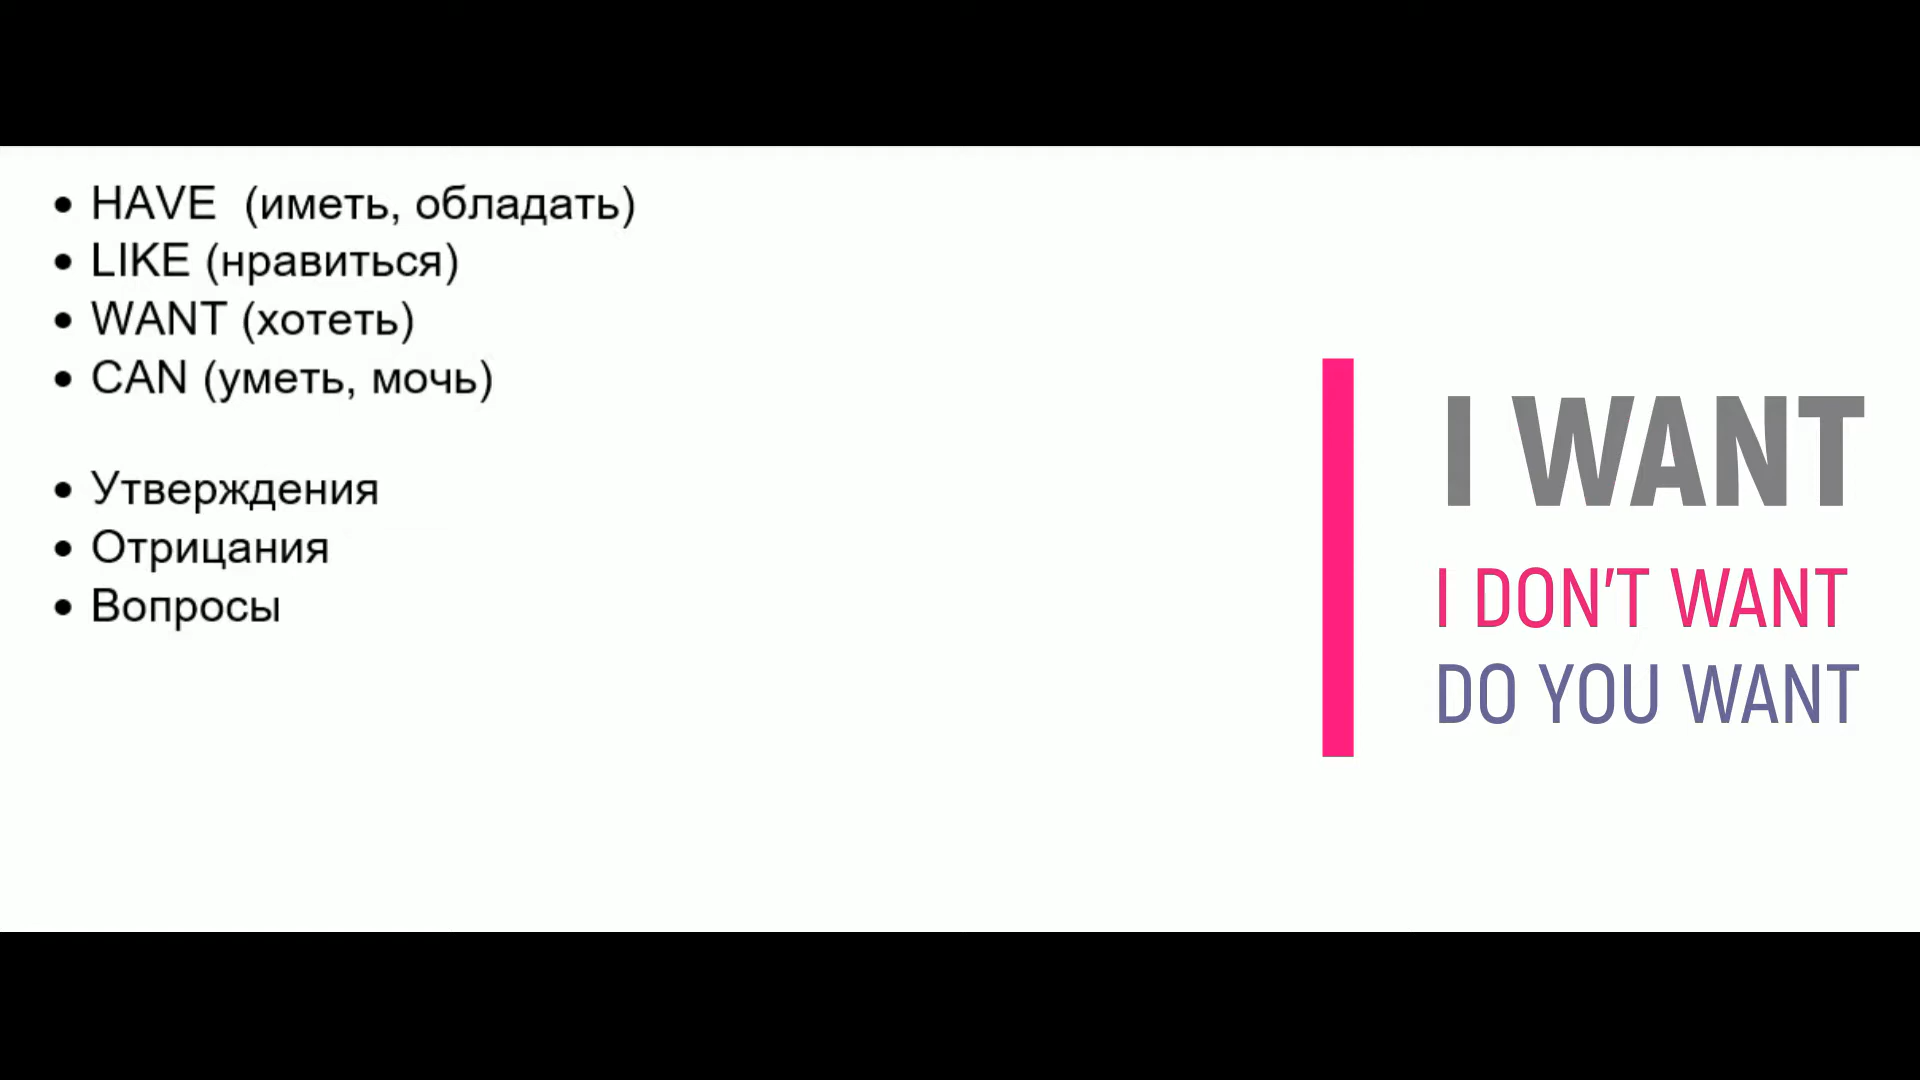 • HAVE (иметь, обладать)
• LIKE (нравиться)
• WANT (хотеть)
• CAN (уметь, мочь)
• Утверждения
• Отрицания
• Вопросы
I WANT
I DON'T WANT
DO YOU WANT